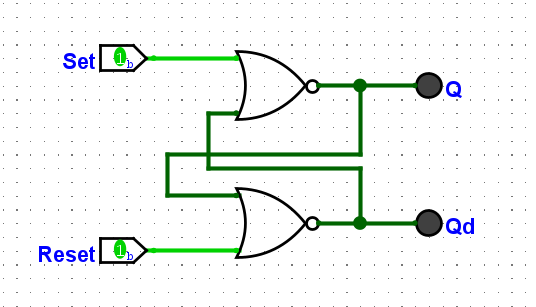 Set 1b
Q
Qd
Reset 1b